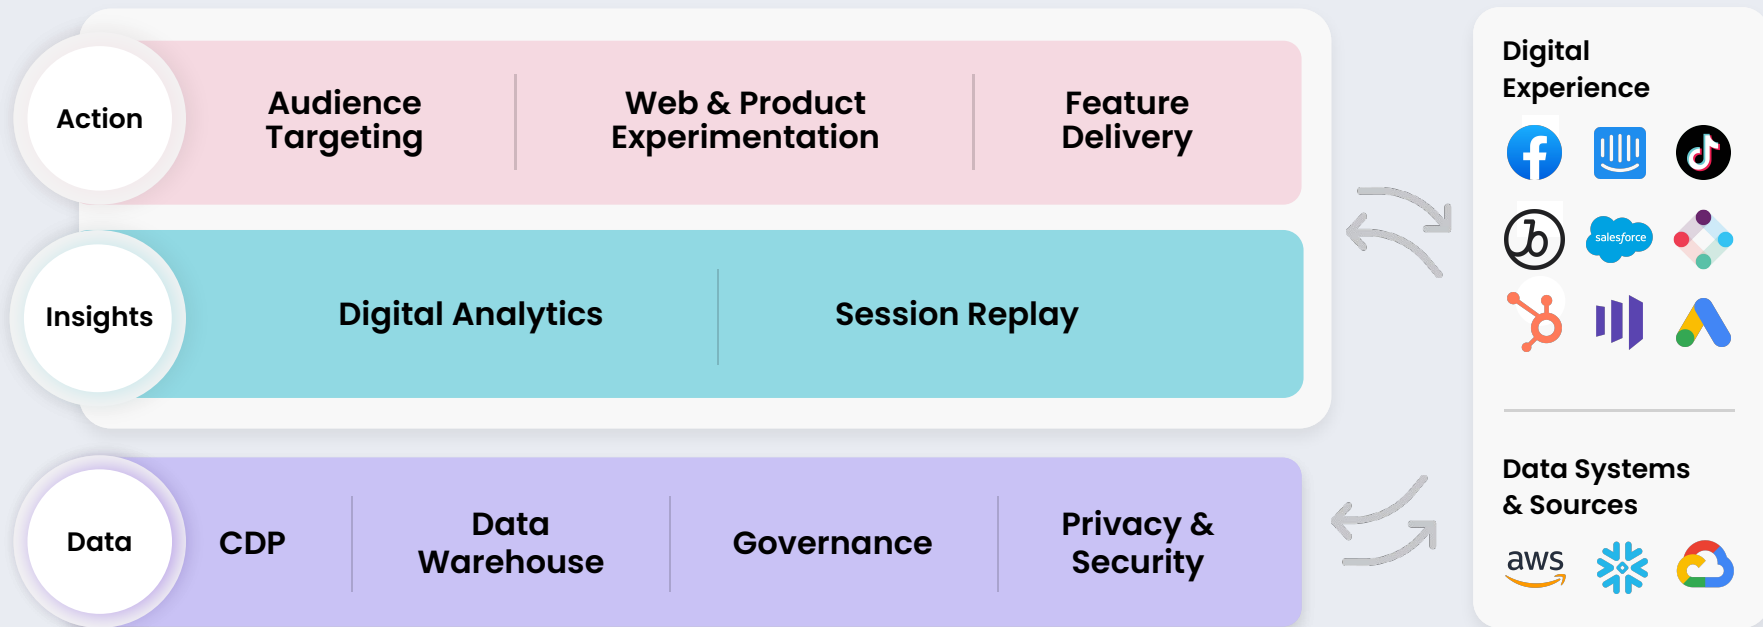 Action
Audience
Targeting
Web & Product
Experimentation
Feature
Delivery
Insights
Digital Analytics
Session Replay
Data
CDP
Data
Warehouse
Governance
Privacy &
Security
Digital
Experience
salesforce
Data Systems
& Sources
aws